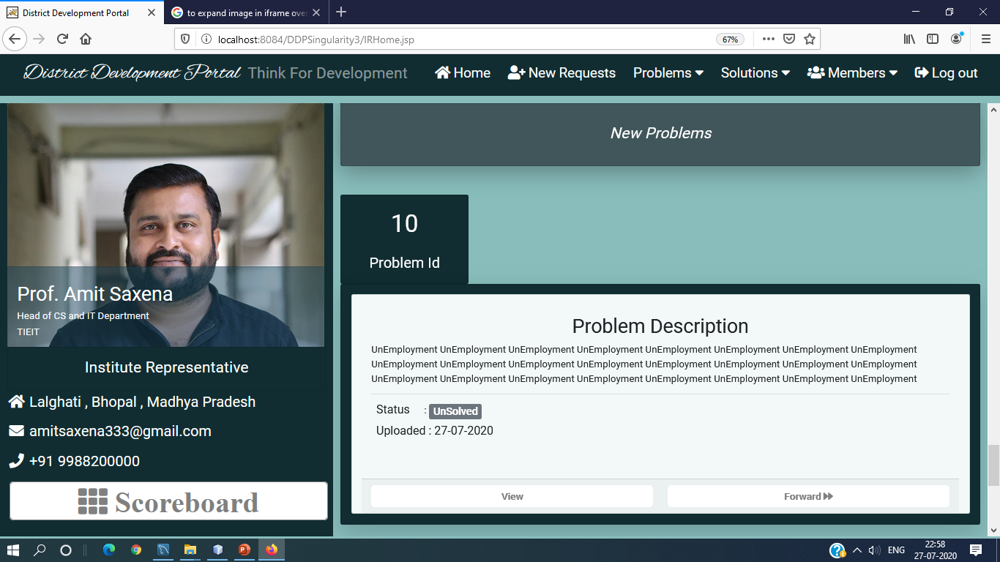 District Development Portal
to expand image in iframe over
localhost:8084/DDPSingularity3/IRHome.jsp
67%
District Development Portal Think For Development
Home New Requests Problems Solutions Members Log out
New Problems
10
Problem Id
Prof. Amit Saxena
Head of CS and IT Department
TIEIT
Institute Representative
Lalghati , Bhopal , Madhya Pradesh
amitsaxena333@gmail.com
+91 9988200000
Scoreboard
Problem Description
UnEmployment UnEmployment UnEmployment UnEmployment UnEmployment UnEmployment UnEmployment UnEmployment
UnEmployment UnEmployment UnEmployment UnEmployment UnEmployment UnEmployment UnEmployment UnEmployment
UnEmployment UnEmployment UnEmployment UnEmployment UnEmployment UnEmployment UnEmployment UnEmployment
Status : UnSolved
Uploaded : 27-07-2020
View
Forward
ENG
22:58
27-07-2020